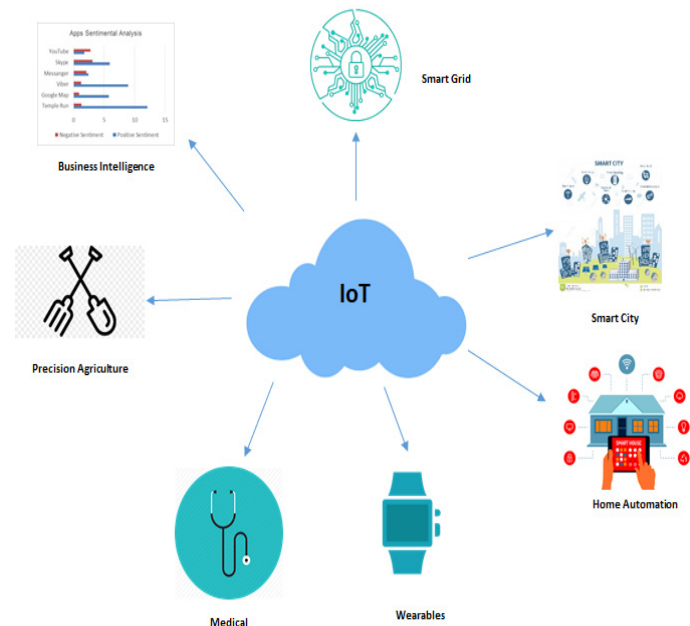 Apps Sentimental Analysis
YouTube
Skype
Messanger
Viber
Google Map
Temple Run
0 5 10 15
Negative Sentiment Positive Sentiment
Business Intelligence
Smart Grid
SMART CITY
Smart City
IoT
Precision Agriculture
SMART HOUSE
Home Automation
Medical
Wearables